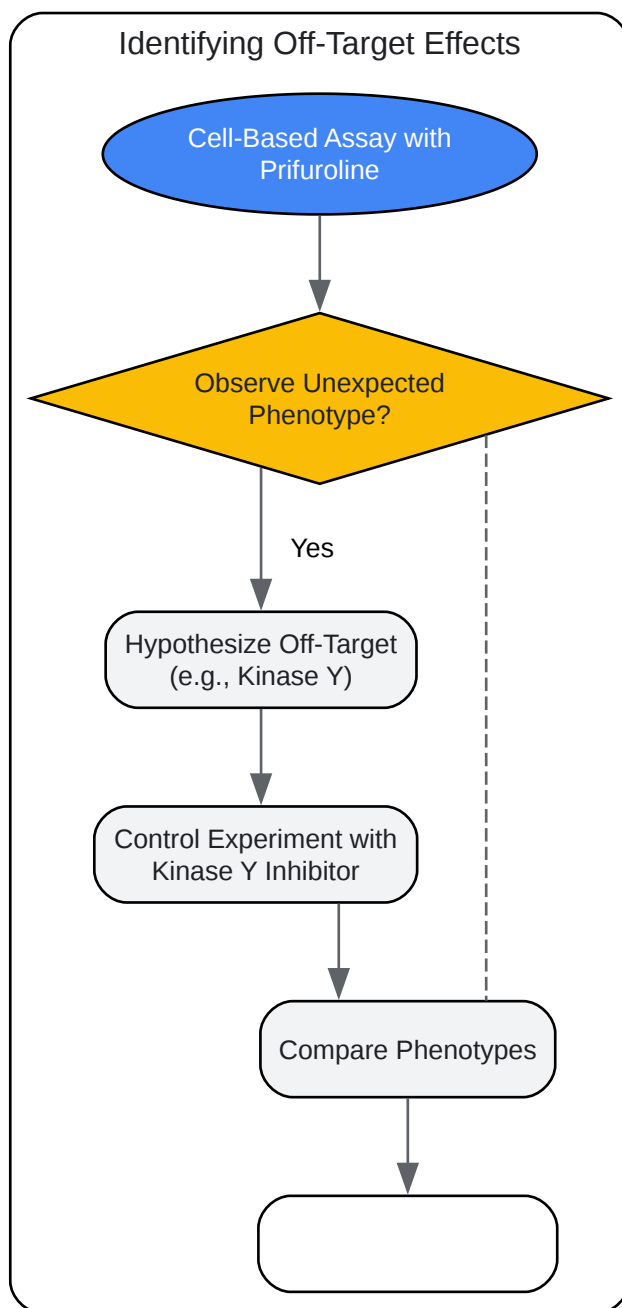 Identifying Off-Target Effects
Cell-Based Assay with
Prifuroline
Observe Unexpected
Phenotype?
Yes
Hypothesize Off-Target
(e.g., Kinase Y)
Control Experiment with
Kinase Y Inhibitor
Compare Phenotypes